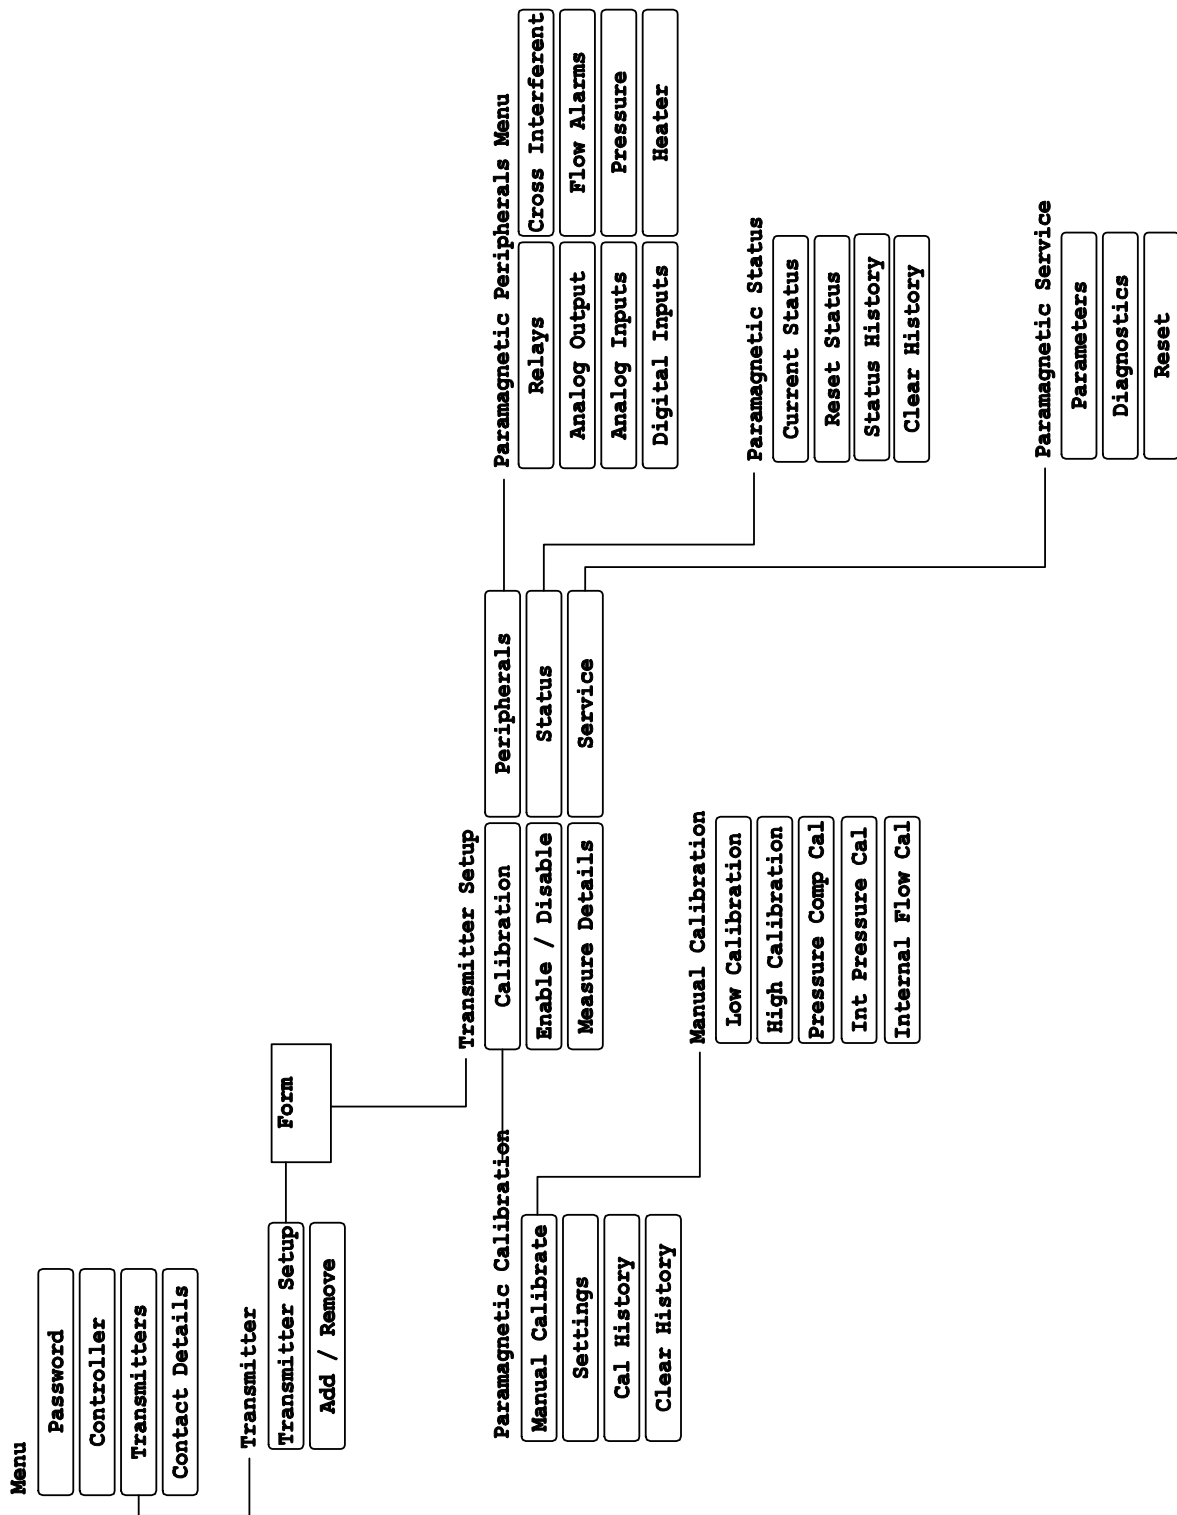 Menu
Password
Controller
Transmitters
Contact Details
Transmitter
Transmitter Setup
Add / Remove
Form
Transmitter Setup
Calibration
Peripherals
Enable / Disable
Status
Measure Details
Service
Paramagnetic Calibration
Manual Calibrate
Settings
Cal History
Clear History
Manual Calibration
Low Calibration
High Calibration
Pressure Comp Cal
Int Pressure Cal
Internal Flow Cal
Paramagnetic Peripherals Menu
Relays
Cross Interferent
Analog Output
Flow Alarms
Analog Inputs
Pressure
Digital Inputs
Heater
Paramagnetic Status
Current Status
Reset Status
Status History
Clear History
Paramagnetic Service
Parameters
Diagnostics
Reset